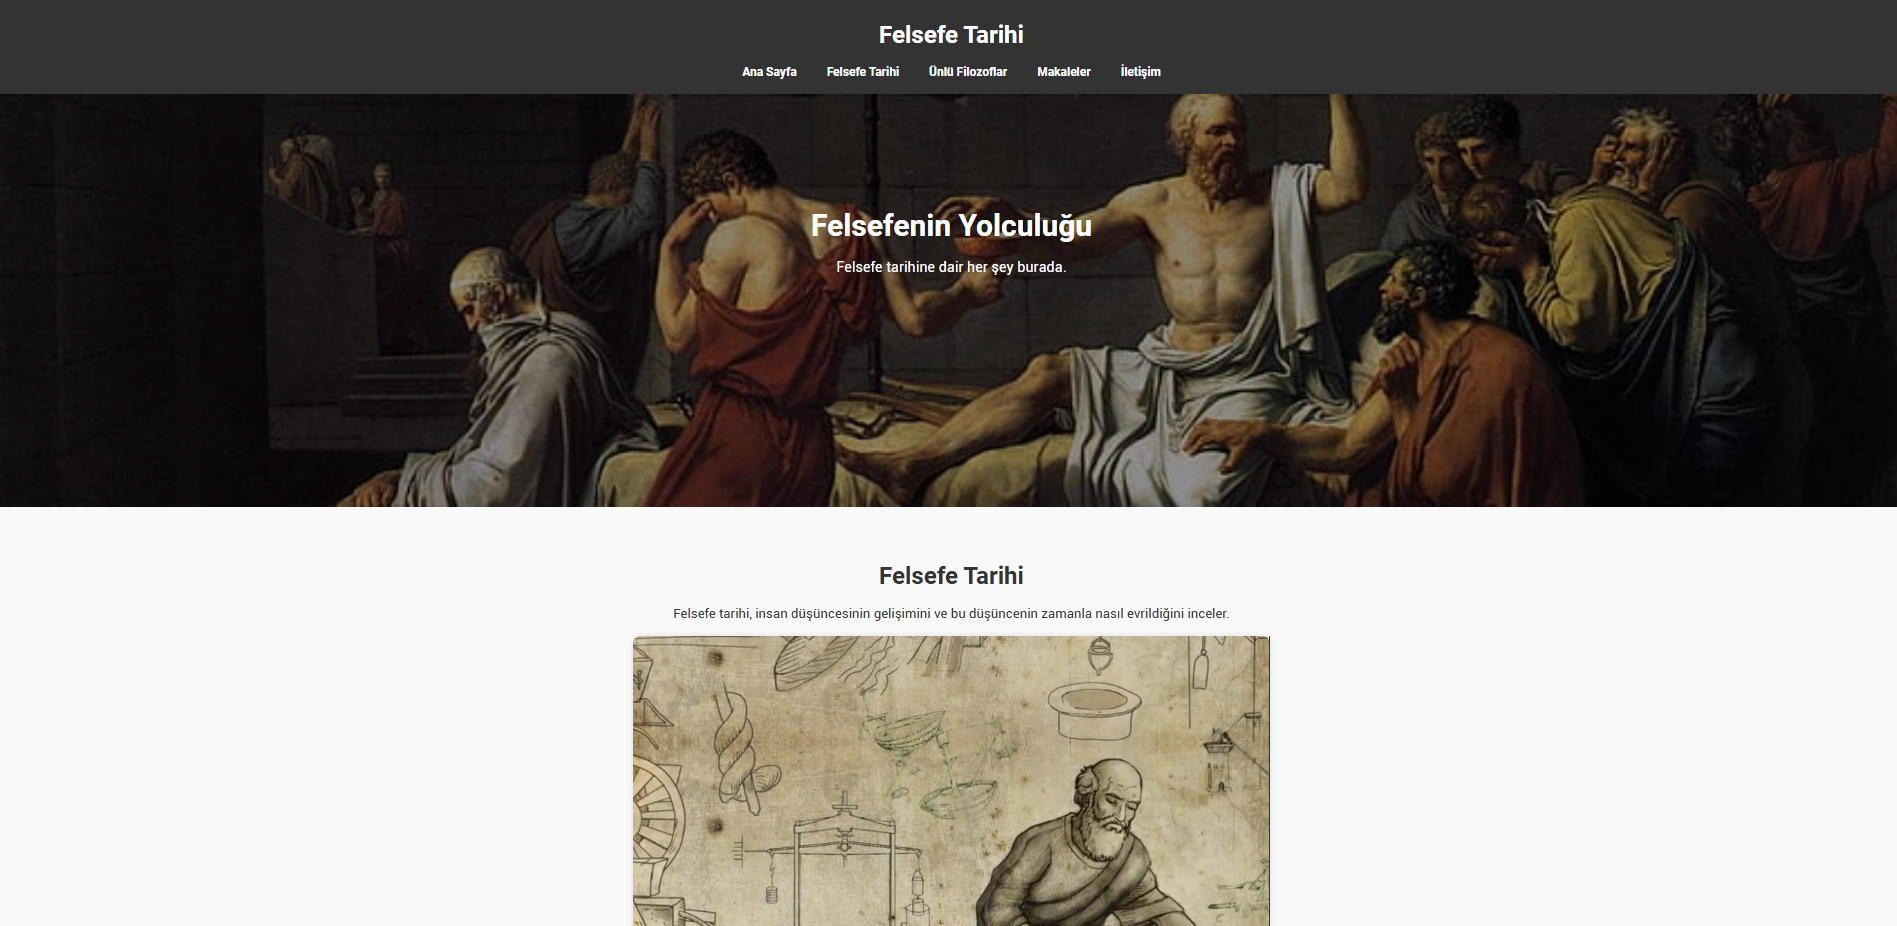 Felsefe Tarihi
Ana Sayfa Felsefe Tarihi Ünlü Filozoflar Makaleler İletişim
Felsefenin Yolculuğu
Felsefe tarihine dair her şey burada.
Felsefe Tarihi
Felsefe tarihi, insan düşüncesinin gelişimini ve bu düşüncenin zamanla nasıl evrildiğini inceler.